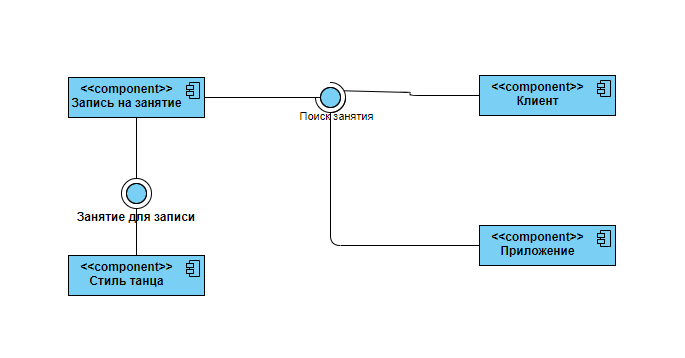 <<component>>
Запись на занятие
Поиск занятия
<<component>>
Клиент
Занятие для записи
<<component>>
Стиль танца
<<component>>
Приложение